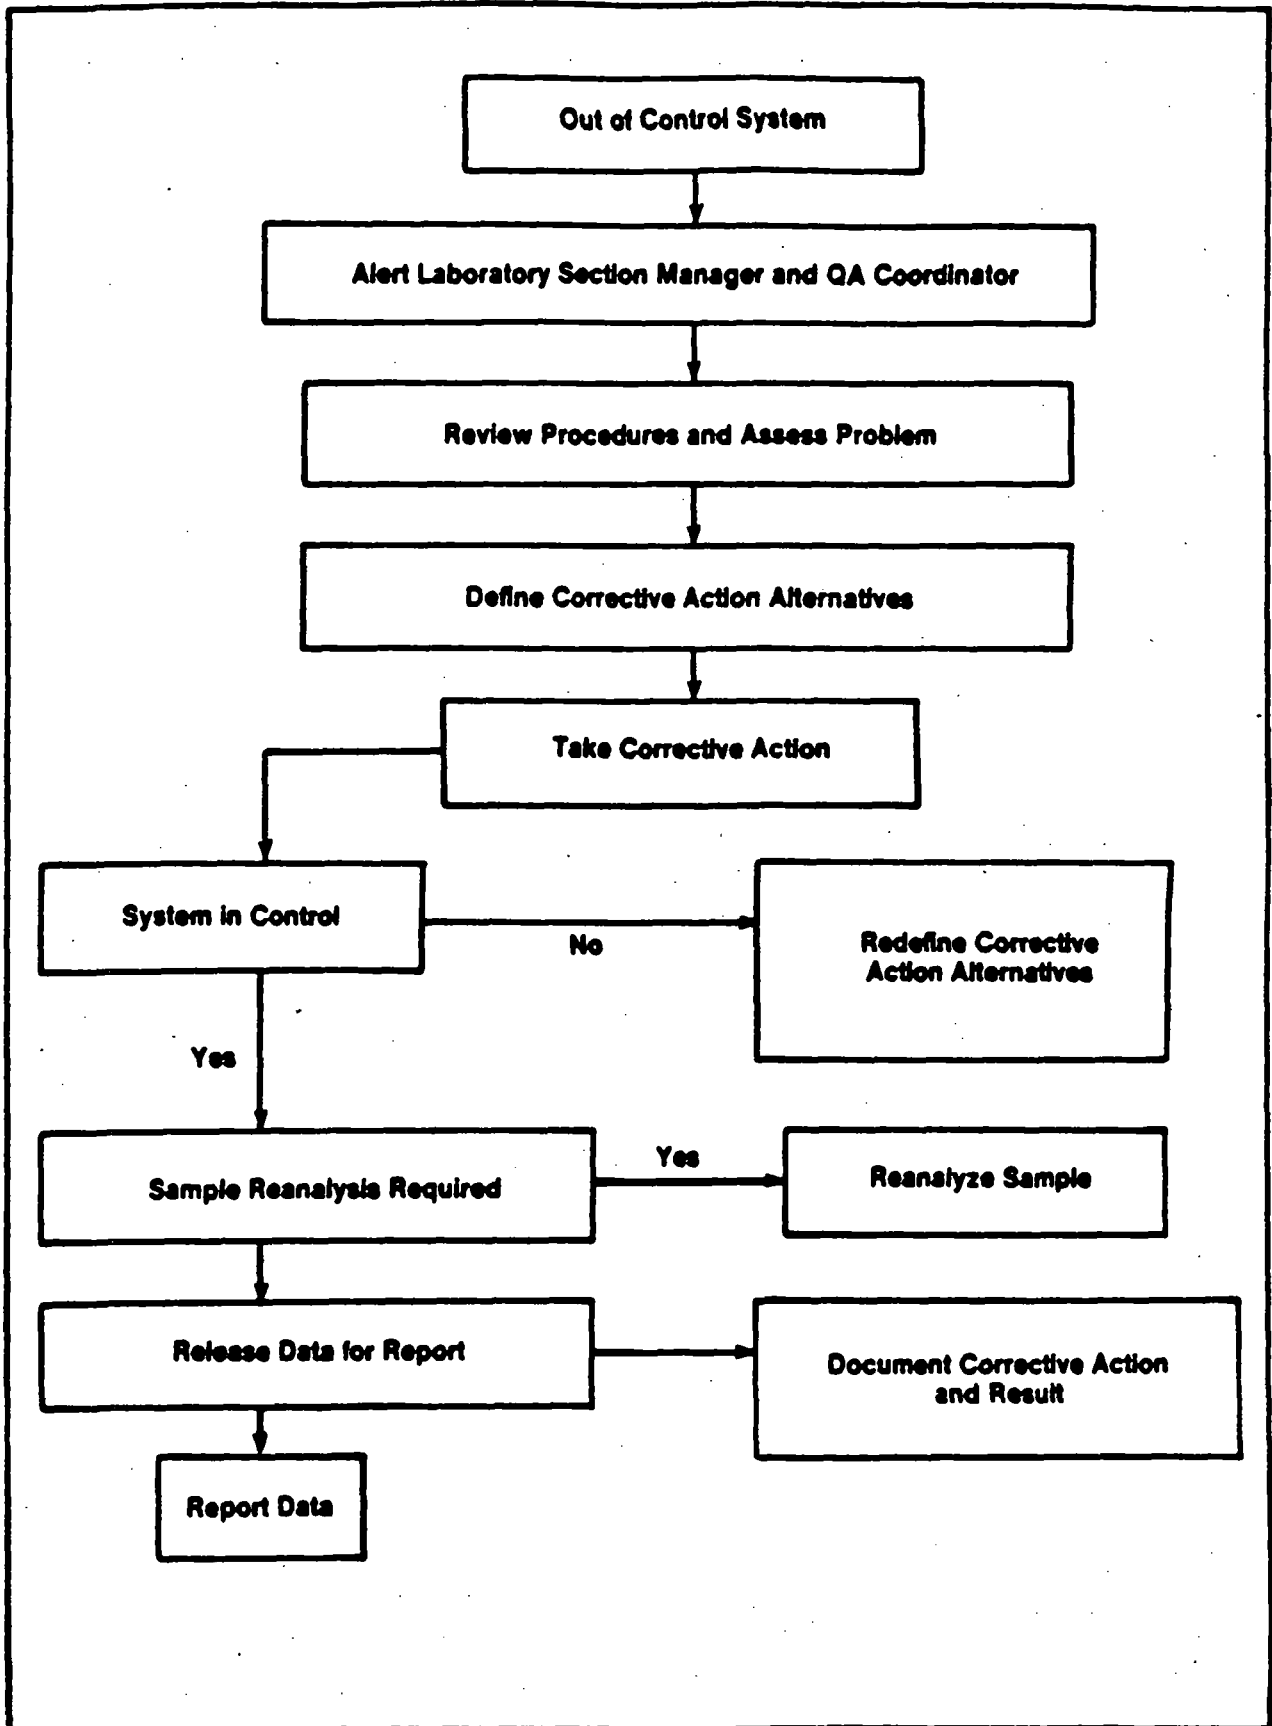 Out of Control System
Alert Laboratory Section Manager and QA Coordinator
Review Procedures and Assess Problem
Define Corrective Action Alternatives
Take Corrective Action
System in Control
No
Redefine Corrective
Action Alternatives
Yes
Sample Reanalysis Required
Yes
Reanalyze Sample
Release Data for Report
Document Corrective Action
and Result
Report Data